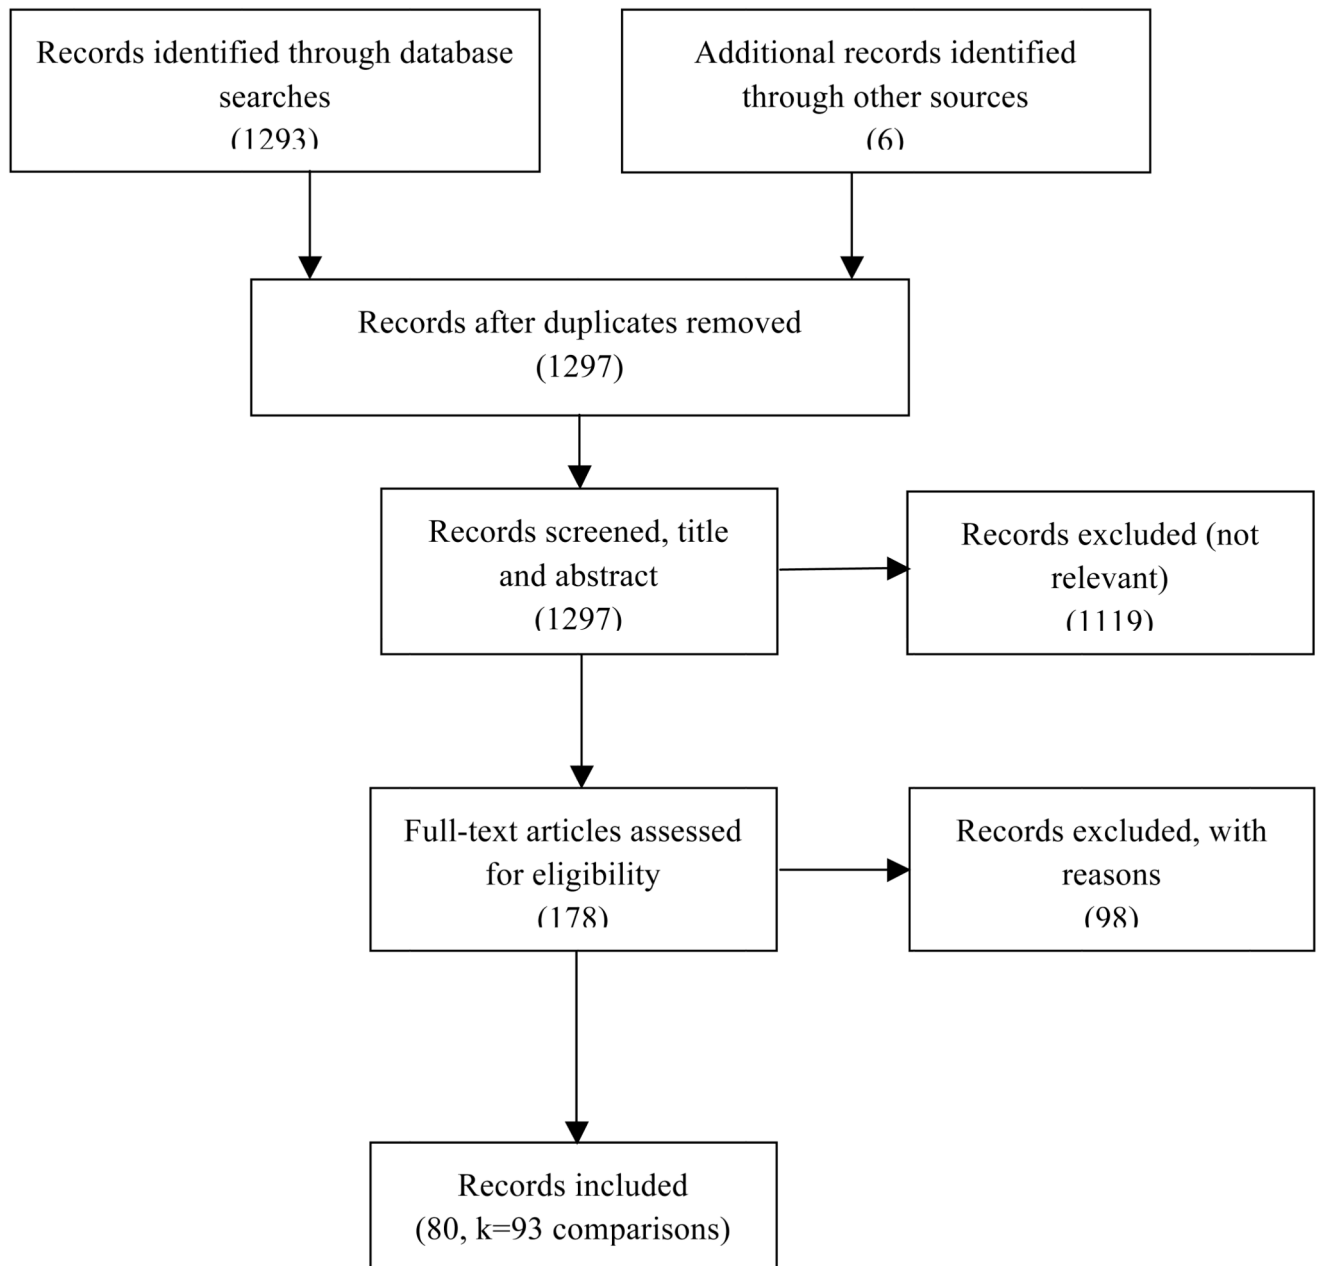 Records identified through database
searches
(1293)
Additional records identified
through other sources
(6)
Records after duplicates removed
(1297)
Records screened, title
and abstract
(1297)
Records excluded (not
relevant)
(1119)
Full-text articles assessed
for eligibility
(178)
Records excluded, with
reasons
(98)
Records included
(80, k=93 comparisons)